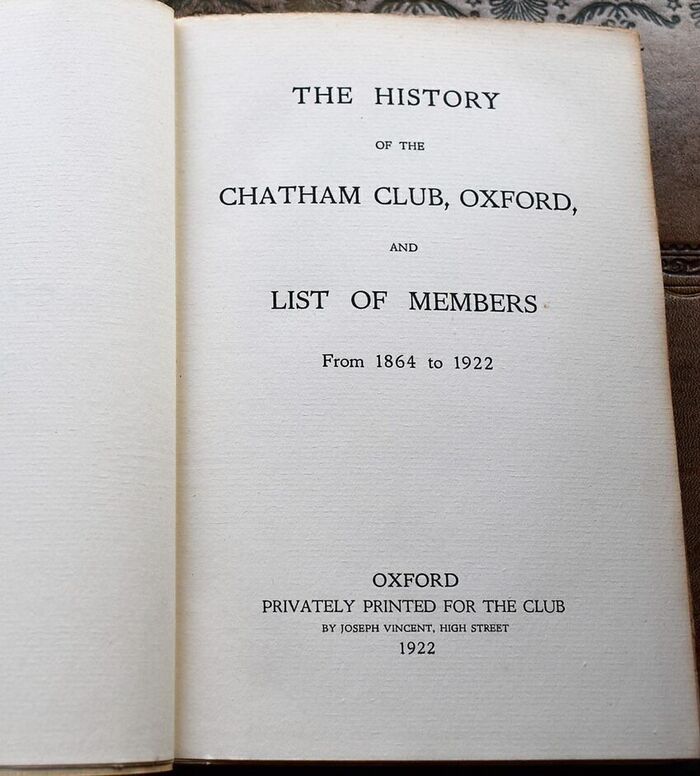 THE HISTORY
OF THE
CHATHAM CLUB, OXFORD,
AND
LIST OF MEMBERS
From 1864 to 1922
OXFORD
PRIVATELY PRINTED FOR THE CLUB
BY JOSEPH VINCENT, HIGH STREET
1922